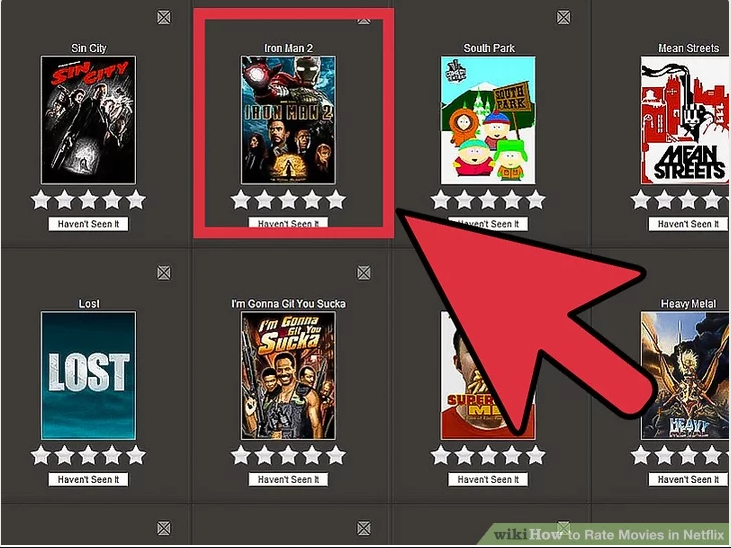 Sin City
Iron Man 2
South Park
Mean Streets
SIN CITY
IRON MAN 2
SOUTH PARK
MEAN STREETS
Haven't Seen It
Haven't Seen It
Haven't Seen It
Haven't Seen It
Lost
I'm Gonna Git You Sucka
Heavy Metal
LOST
I'm Gonna Git You Sucka
SUPER
ME
HEAVY
Haven't Seen It
Haven't Seen It
Haven't Seen It
Haven't Seen It
wikiHow to Rate Movies in Netflix